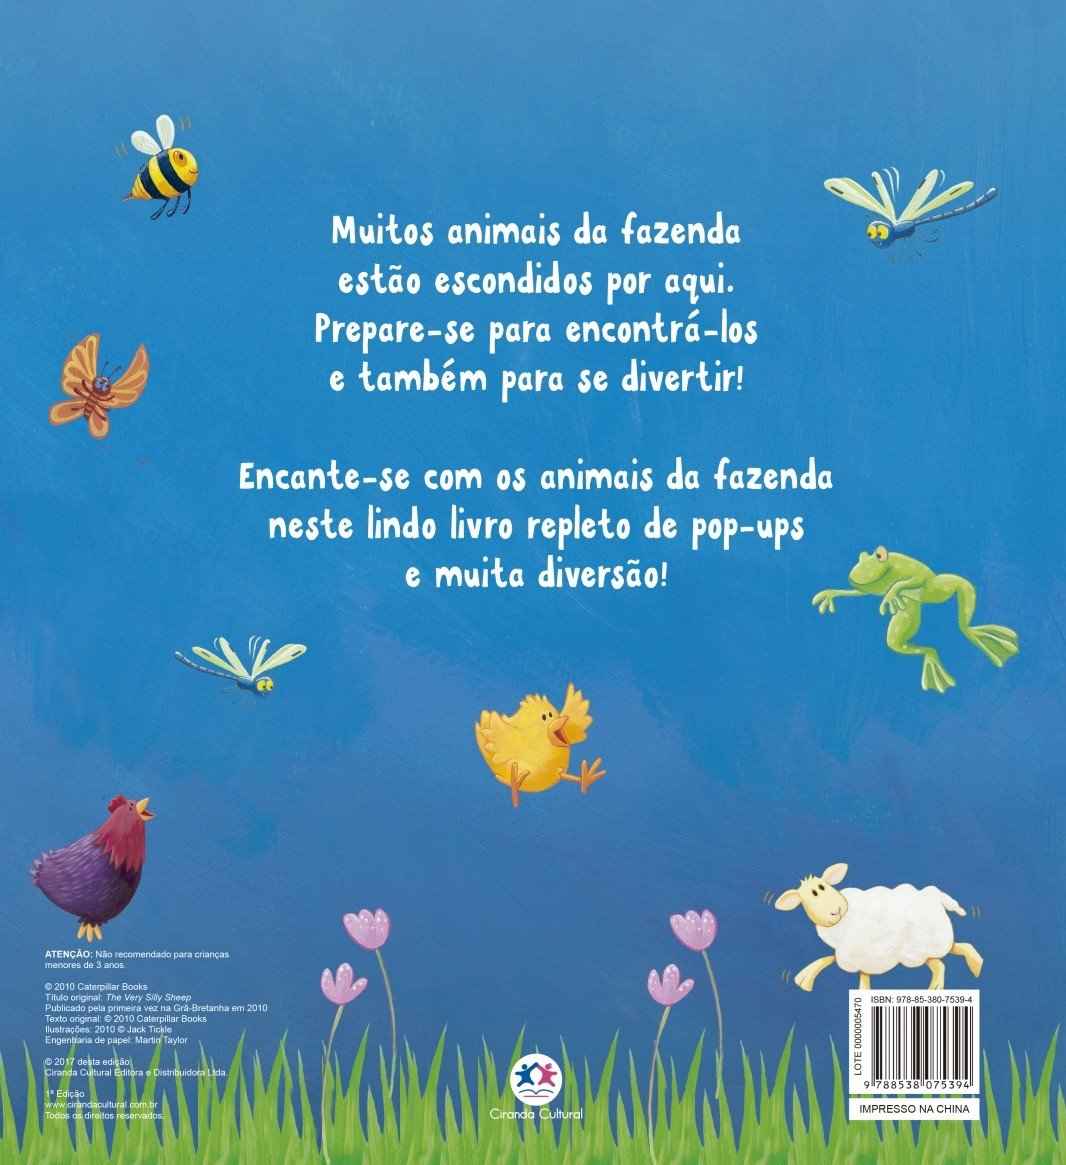 Muitos animais da fazenda
estão escondidos por aqui.
Prepare-se para encontrá-los
e também para se divertir!
Encante-se com os animais da fazenda
neste lindo livro repleto de pop-ups
e muita diversão!
ATENÇÃO: Não recomendado para crianças
menores de 3 anos.
© 2010 Caterpillar Books
Título original: The Very Silly Sheep
Publicado pela primeira vez na Grã-Bretanha em 2010
Texto original: © 2010 Caterpillar Books
Ilustrações: 2010 © Jack Tickle
Engenharia de papel: Martin Taylor
© 2017 desta edição:
Ciranda Cultural Editora e Distribuidora Ltda.
1ª Edição
www.cirandacultural.com.br
Todos os direitos reservados.
Ciranda Cultural
LOTE 0000005470
ISBN: 978-85-380-7539-4
9 788538 075394
IMPRESSO NA CHINA